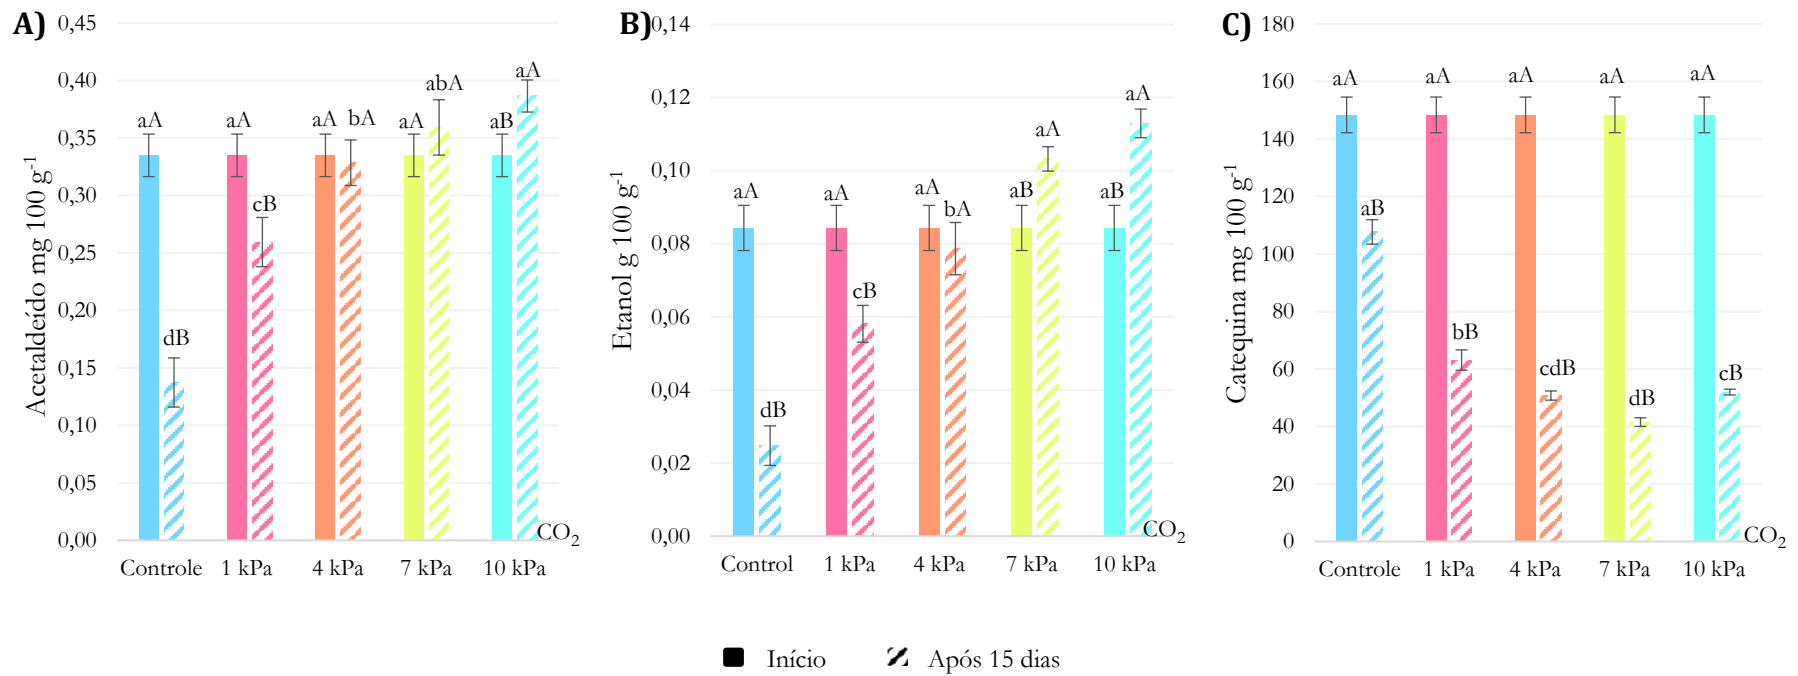 A)
Acetaldeído mg 100 g-1
0,45
0,40
0,35
0,30
0,25
0,20
0,15
0,10
0,05
0,00
aA
dB
aA
cB
aA
bA
aA
abA
aB
aA
CO2
Controle
1 kPa
4 kPa
7 kPa
10 kPa
B)
Etanol g 100 g-1
0,14
0,12
0,10
0,08
0,06
0,04
0,02
0,00
aA
dB
aA
cB
aA
bA
aB
aA
aB
aA
CO2
Control
1 kPa
4 kPa
7 kPa
10 kPa
C)
Catequina mg 100 g-1
180
160
140
120
100
80
60
40
20
0
aA
aB
aA
bB
aA
cdB
aA
dB
aA
cB
CO2
Controle
1 kPa
4 kPa
7 kPa
10 kPa
Início
Após 15 dias